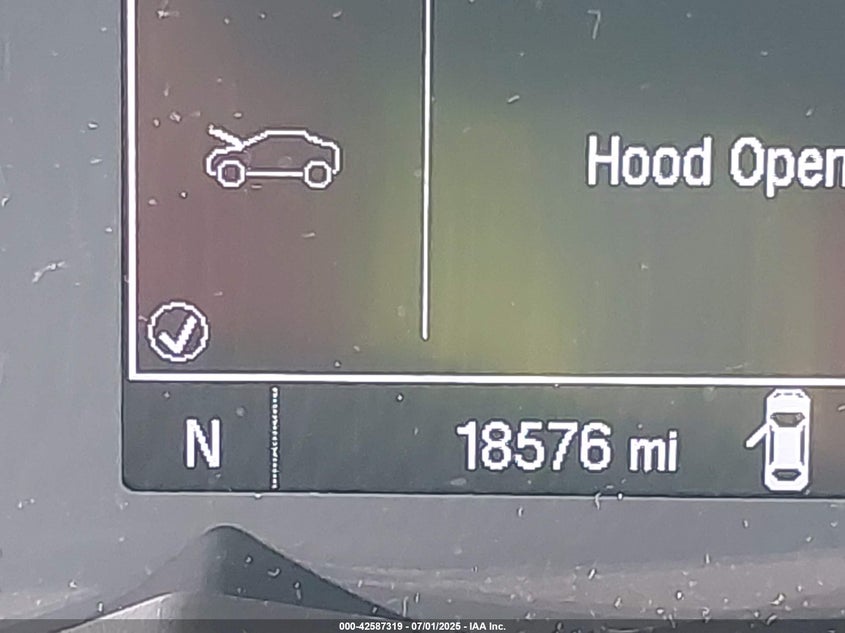 Hood Open
N
18576 mi
000-42587319 - 07/01/2025 - IAA Inc.